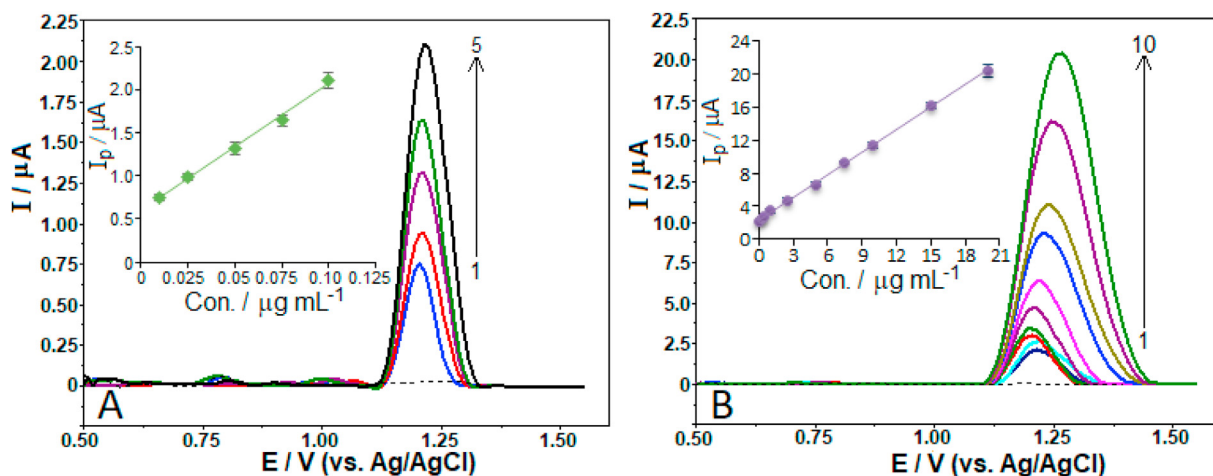 2.25
2.00
1.75
1.50
1.25
1.00
0.75
0.50
0.25
0
I / μA
2.5
2.0
1.5
1.0
0.5
0
I p / μA
0 0.025 0.05 0.075 0.10 0.125
Con. / μg mL-1
5
1
A
0.50 0.75 1.00 1.25 1.50
E / V (vs. Ag/AgCl)
22.5
20.0
17.5
15.0
12.5
10.0
7.5
5.0
2.5
0
I / μA
24
20
16
12
8
4
0
I p / μA
0 3 6 9 12 15 18 21
Con. / μg mL-1
10
1
B
0.50 0.75 1.00 1.25 1.50
E / V (vs. Ag/AgCl)